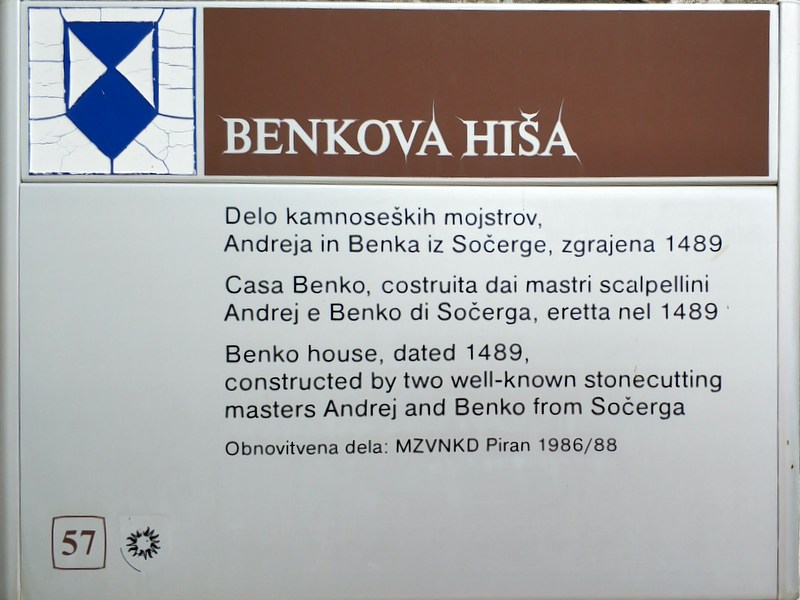 BENKOVA HIŠA
Delo kamnoseških mojstrov,
Andreja in Benka iz Sočerge, zgrajena 1489
Casa Benko, costruita dai mastri scalpellini
Andrej e Benko di Sočerga, eretta nel 1489
Benko house, dated 1489,
constructed by two well-known stonecutting
masters Andrej and Benko from Sočerga
Obnovitvena dela: MZVNKD Piran 1986/88
57